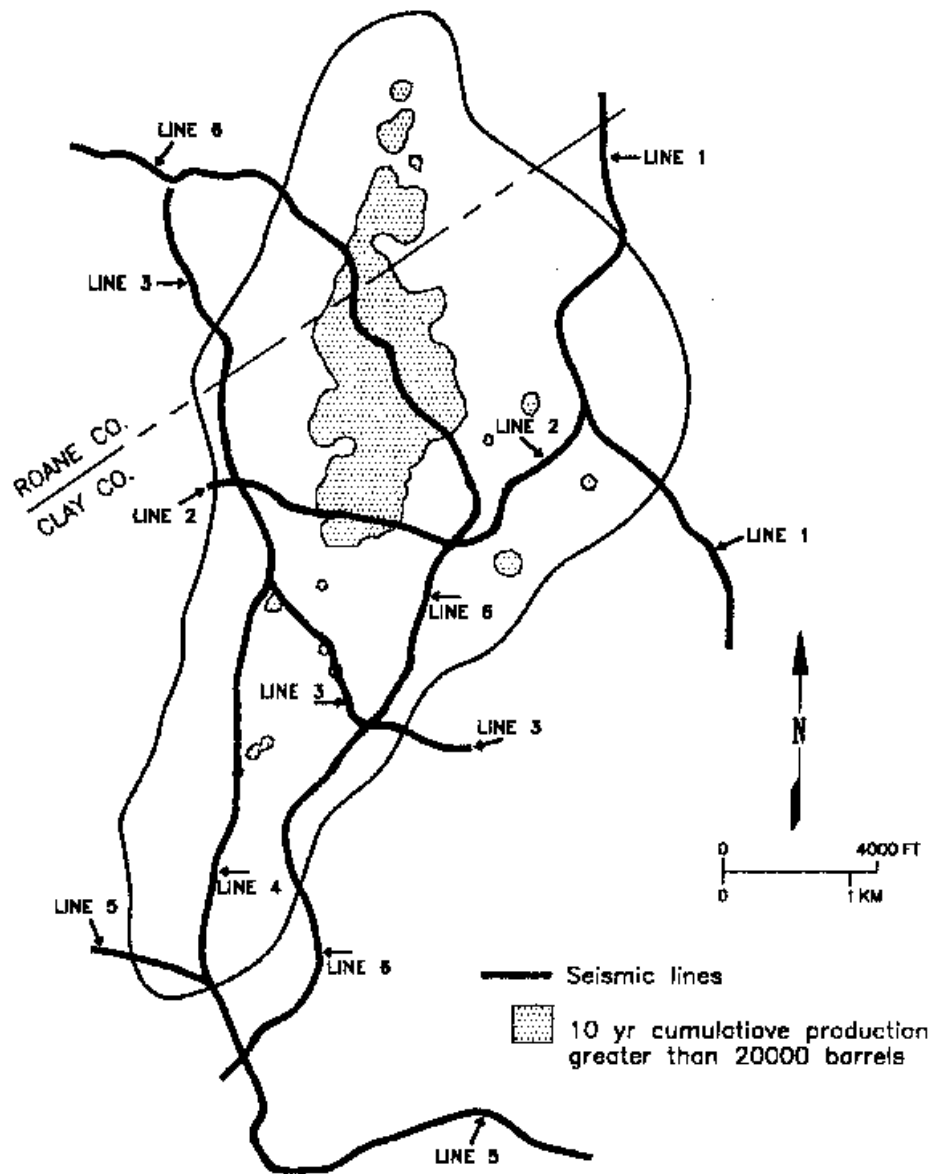 LINE 6
LINE 1
LINE 3
LINE 2
ROANE CO.
CLAY CO.
LINE 2
LINE 1
LINE 6
LINE 3
LINE 3
N
0 4000 FT
0 1 KM
LINE 4
LINE 5
LINE 6
Seismic lines
10 yr cumulatiove production
greater than 20000 barrels
LINE 5